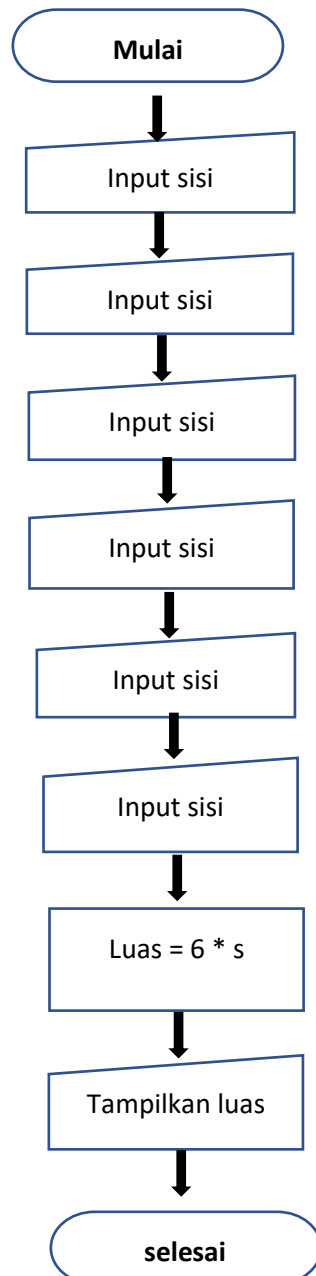 Mulai
Input sisi
Input sisi
Input sisi
Input sisi
Input sisi
Input sisi
Luas = 6 * s
Tampilkan luas
selesai